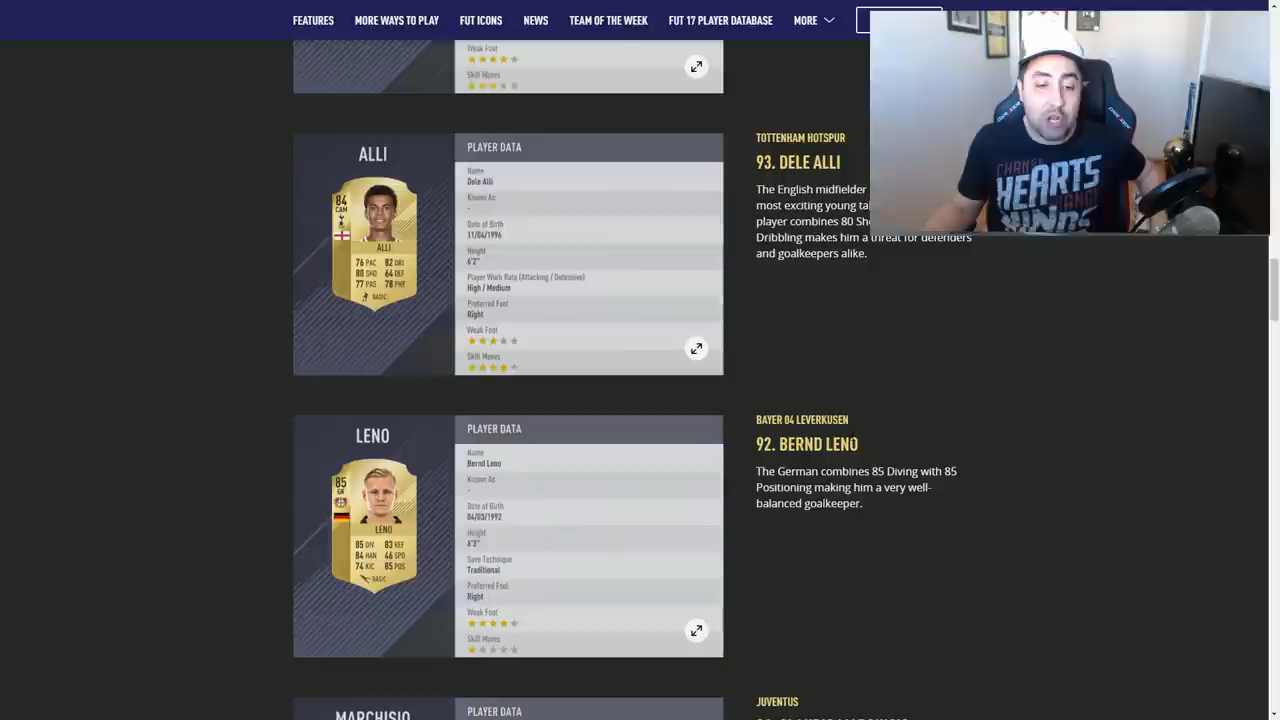 FEATURES
MORE WAYS TO PLAY
FUT ICONS
NEWS
TEAM OF THE WEEK
FUT 17 PLAYER DATABASE
MORE
Weak Foot
Skill Moves
ALLI
84
CAM
ALLI
76 PAC 82 DRI
80 SHO 64 DEF
77 PAS 78 PHY
BASIC
PLAYER DATA
Name
Dele Alli
Known As
-
Date of Birth
11/04/1996
Height
6'2"
Player Work Rate (Attacking / Defensive)
High / Medium
Preferred Foot
Right
Weak Foot
Skill Moves
TOTTENHAM HOTSPUR
93. DELE ALLI
The English midfielder
most exciting young
player combines 80
Dribbling makes him a threat for defenders
and goalkeepers alike.
HEARTS
LENO
85
GK
LENO
85 DIV 83 REF
84 HAN 46 SPD
74 KIC 85 POS
BASIC
PLAYER DATA
Name
Bernd Leno
Known As
-
Date of Birth
04/03/1992
Height
6'3"
Save Technique
Traditional
Preferred Foot
Right
Weak Foot
Skill Moves
BAYER 04 LEVERKUSEN
92. BERND LENO
The German combines 85 Diving with 85
Positioning making him a very well-
balanced goalkeeper.
MARCHISIO
PLAYER DATA
JUVENTUS